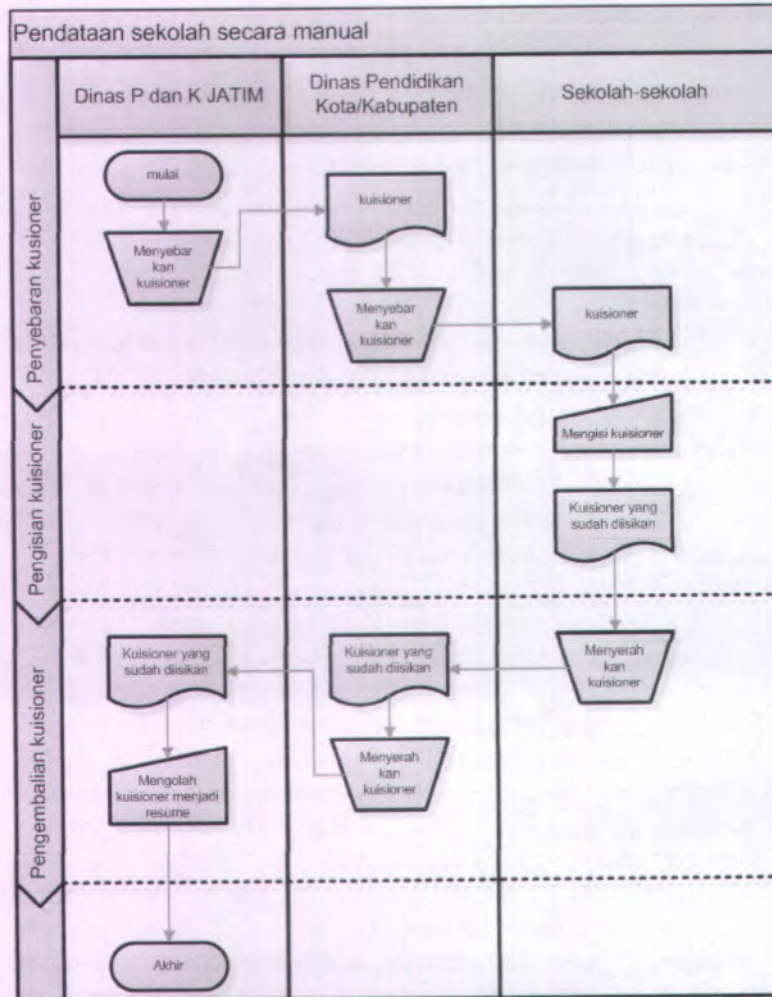 Pendataan sekolah secara manual
Dinas P dan K JATIM
Dinas Pendidikan
Kota/Kabupaten
Sekolah-sekolah
Penyebaran kusioner
mulai
Menyebar
kan
kuisioner
kuisioner
Menyebar
kan
kuisioner
kuisioner
Pengisian kuisioner
Mengisi kuisioner
Kuisioner yang
sudah diisikan
Pengembalian kuisioner
Kuisioner yang
sudah diisikan
Kuisioner yang
sudah diisikan
Menyerah
kan
kuisioner
Mengolah
kuisioner menjadi
resume
Menyerah
kan
kuisioner
Akhir